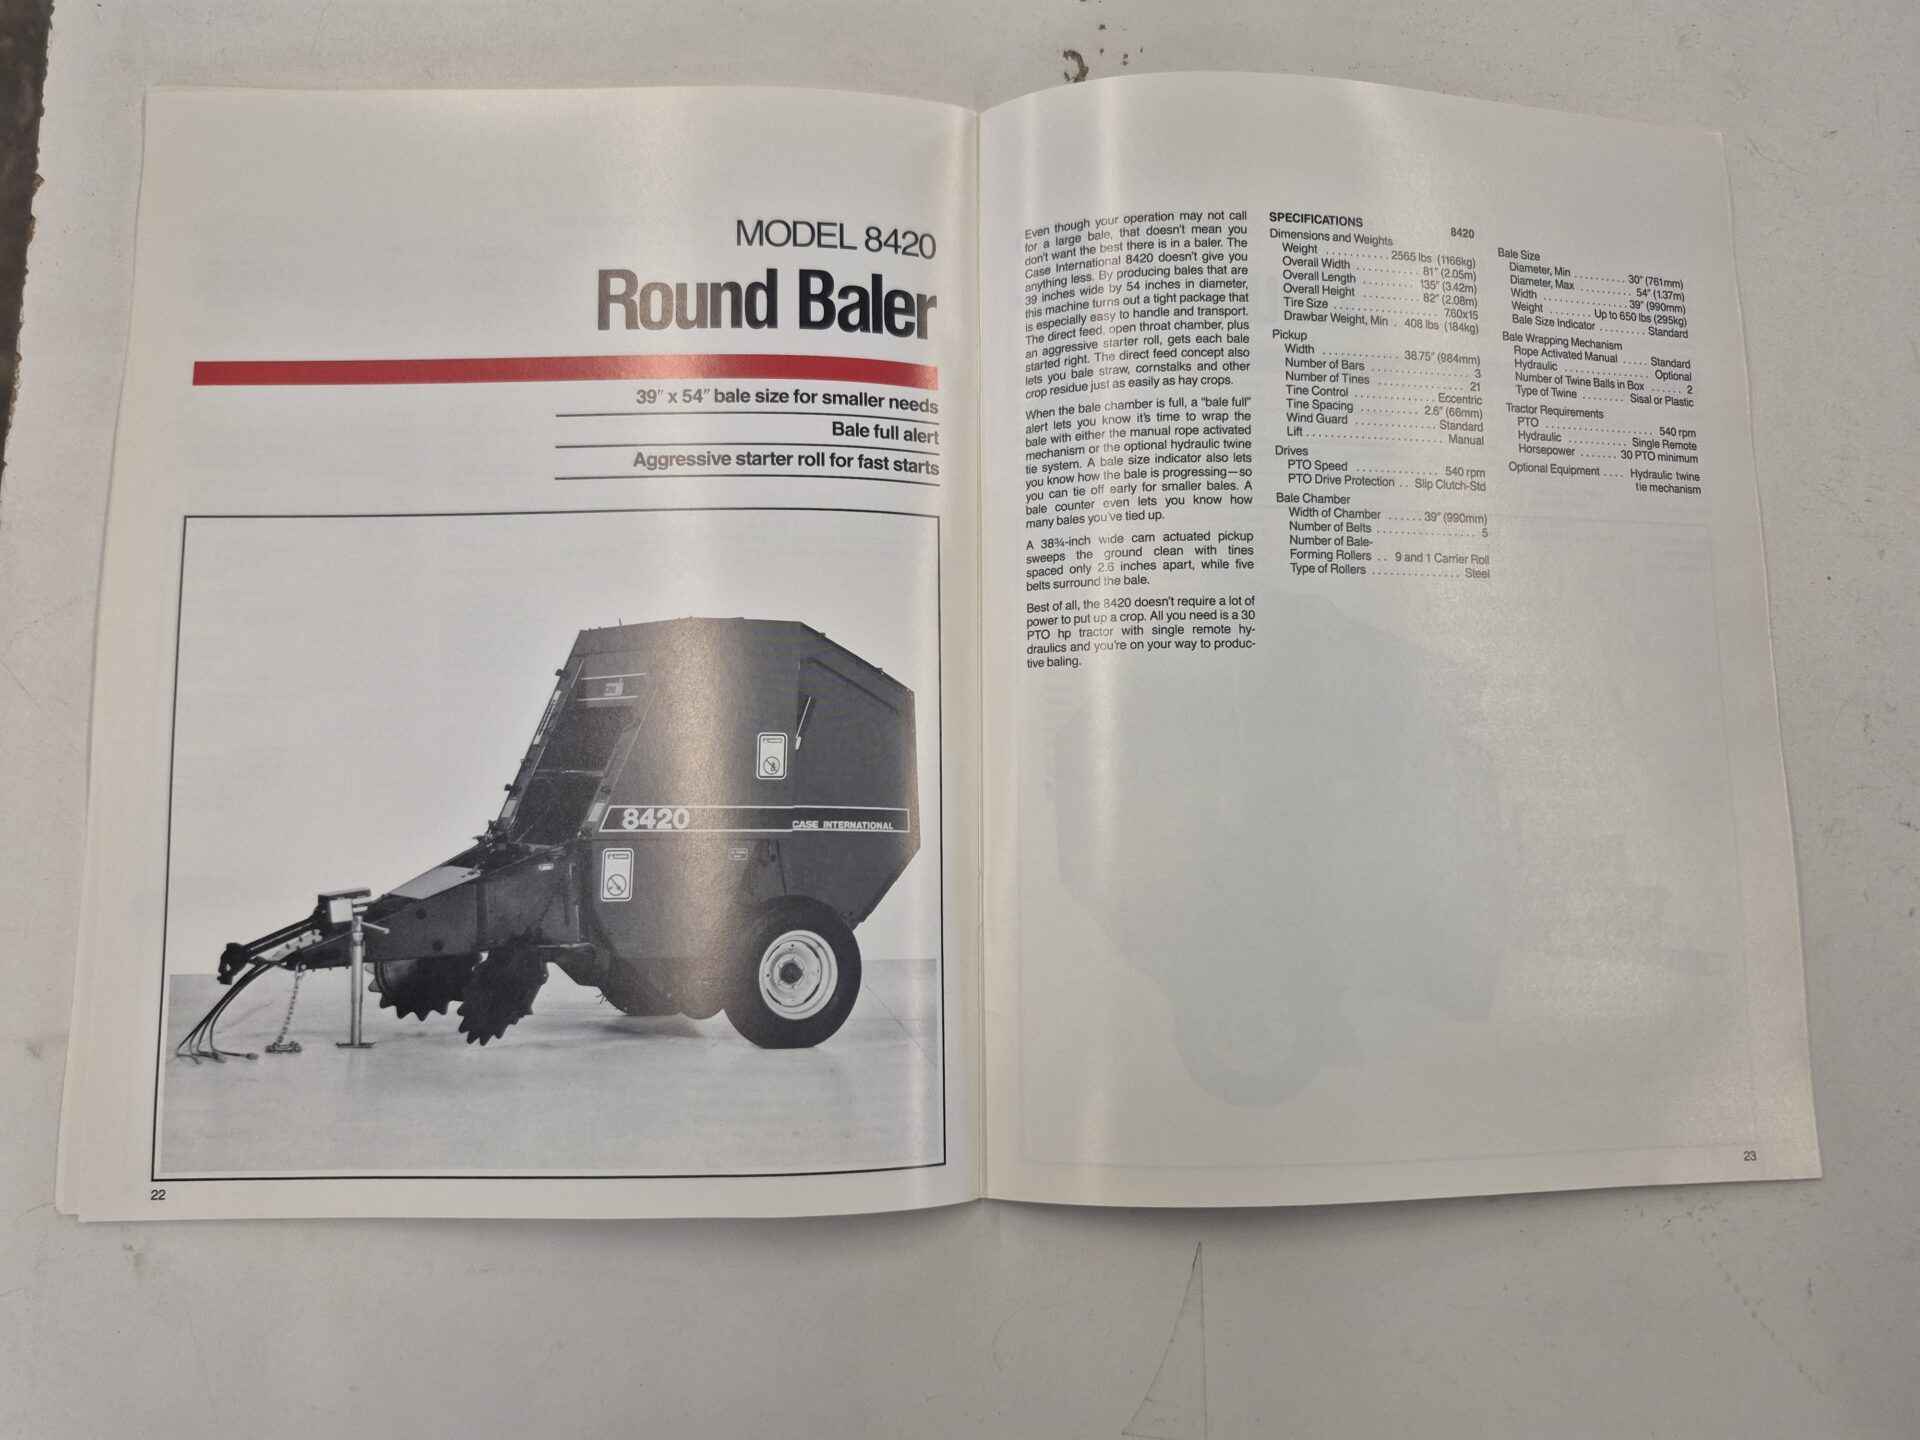 MODEL 8420
Round Baler
39" x 54" bale size for smaller needs
Bale full alert
Aggressive starter roll for fast starts
8420
CASE INTERNATIONAL
22
Even though your operation may not call
for a large bale, that doesn't mean you
don't want the best there is in a baler. The
Case International 8420 doesn't give you
anything less. By producing bales that are
39 inches wide by 54 inches in diameter,
this machine turns out a tight package that
is especially easy to handle and transport.
The direct feed, open throat chamber, plus
an aggressive starter roll, gets each bale
started right. The direct feed concept also
lets you bale straw, cornstalks and other
crop residue just as easily as hay crops.
When the bale chamber is full, a "bale full"
alert lets you know it's time to wrap the
bale with either the manual rope activated
mechanism or the optional hydraulic twine
tie system. A bale size indicator also lets
you know how the bale is progressing—so
you can tie off early for smaller bales. A
bale counter even lets you know how
many bales you've tied up.
A 38¾-inch wide cam actuated pickup
sweeps the ground clean with tines
spaced only 2.6 inches apart, while five
belts surround the bale.
Best of all, the 8420 doesn't require a lot of
power to put up a crop. All you need is a 30
PTO hp tractor with single remote hy-
draulics and you're on your way to produc-
tive baling.
SPECIFICATIONS
8420
Dimensions and Weights
Weight . . . . . . . . . . . 2565 lbs (1166kg)
Overall Width . . . . . . . . . . . 81" (2.05m)
Overall Length . . . . . . . . . 135" (3.42m)
Overall Height . . . . . . . . . . 82" (2.08m)
Tire Size . . . . . . . . . . . . . . . . . . 7.60x15
Drawbar Weight, Min . 408 lbs (184kg)
Pickup
Width . . . . . . . . . . . . . 38.75" (984mm)
Number of Bars . . . . . . . . . . . . . . . . . 3
Number of Tines . . . . . . . . . . . . . . . 21
Tine Control . . . . . . . . . . . . . . Eccentric
Tine Spacing . . . . . . . . . . 2.6" (66mm)
Wind Guard . . . . . . . . . . . . . . Standard
Lift . . . . . . . . . . . . . . . . . . . . . . . Manual
Drives
PTO Speed . . . . . . . . . . . . . . 540 rpm
PTO Drive Protection . . Slip Clutch-Std
Bale Chamber
Width of Chamber . . . . . . 39" (990mm)
Number of Belts . . . . . . . . . . . . . . . . . 5
Number of Bale-
Forming Rollers . . 9 and 1 Carrier Roll
Type of Rollers . . . . . . . . . . . . . . . Steel
Bale Size
Diameter, Min . . . . . . . . . . 30" (761mm)
Diameter, Max . . . . . . . . . . 54" (1.37m)
Width . . . . . . . . . . . . . . . 39" (990mm)
Weight . . . . . . . . Up to 650 lbs (295kg)
Bale Size Indicator . . . . . . . . . Standard
Bale Wrapping Mechanism
Rope Activated Manual . . . . . Standard
Hydraulic . . . . . . . . . . . . . . . . . Optional
Number of Twine Balls in Box . . . . . . 2
Type of Twine . . . . . . . . Sisal or Plastic
Tractor Requirements
PTO . . . . . . . . . . . . . . . . . . . . 540 rpm
Hydraulic . . . . . . . . . . . Single Remote
Horsepower . . . . . . . 30 PTO minimum
Optional Equipment . . . . Hydraulic twine
tie mechanism
23